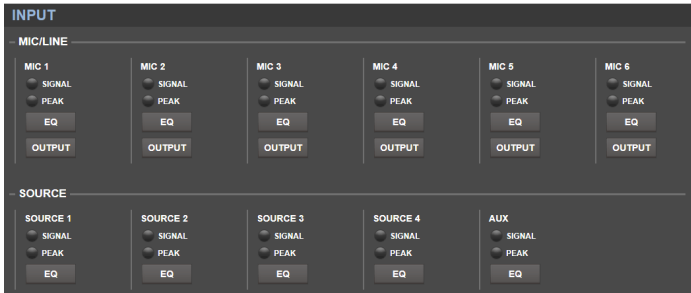 INPUT
MIC/LINE
MIC 1 MIC 2 MIC 3 MIC 4 MIC 5 MIC 6
SIGNAL SIGNAL SIGNAL SIGNAL SIGNAL SIGNAL
PEAK PEAK PEAK PEAK PEAK PEAK
EQ EQ EQ EQ EQ EQ
OUTPUT OUTPUT OUTPUT OUTPUT OUTPUT OUTPUT
SOURCE
SOURCE 1 SOURCE 2 SOURCE 3 SOURCE 4 AUX
SIGNAL SIGNAL SIGNAL SIGNAL SIGNAL
PEAK PEAK PEAK PEAK PEAK
EQ EQ EQ EQ EQ